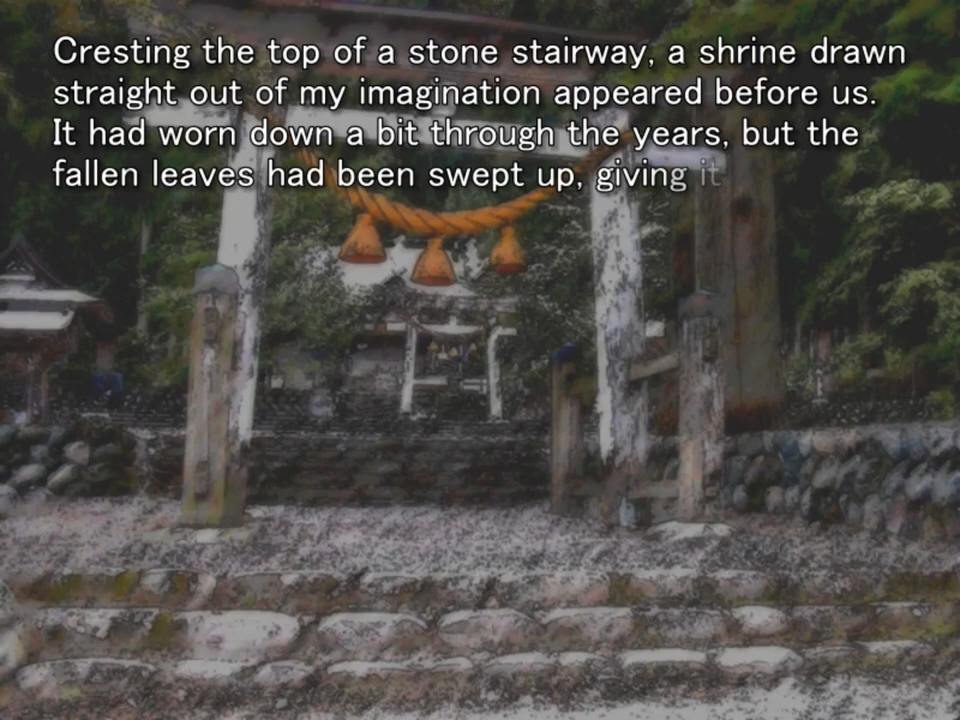 Cresting the top of a stone stairway, a shrine drawn
straight out of my imagination appeared before us.
It had worn down a bit through the years, but the
fallen leaves had been swept up, giving it